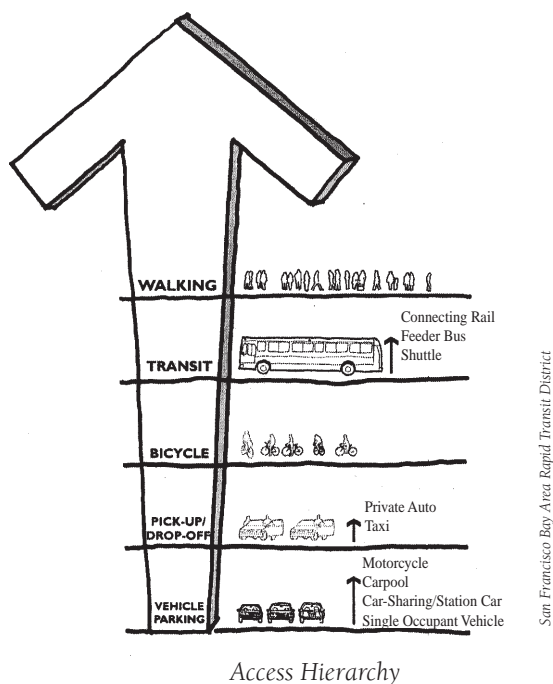 WALKING
Connecting Rail
Feeder Bus
Shuttle
TRANSIT
BICYCLE
PICK-UP/
DROP-OFF
Private Auto
Taxi
VEHICLE
PARKING
Motorcycle
Carpool
Car-Sharing/Station Car
Single Occupant Vehicle
San Francisco Bay Area Rapid Transit District
Access Hierarchy